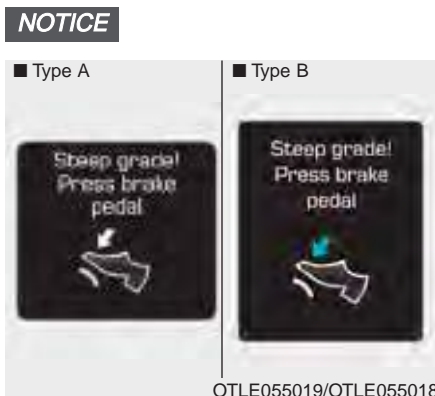 NOTICE
■ Type A
■ Type B
Steep grade!
Press brake
pedal
Steep grade!
Press brake
pedal
OTLE055019/OTLE055018